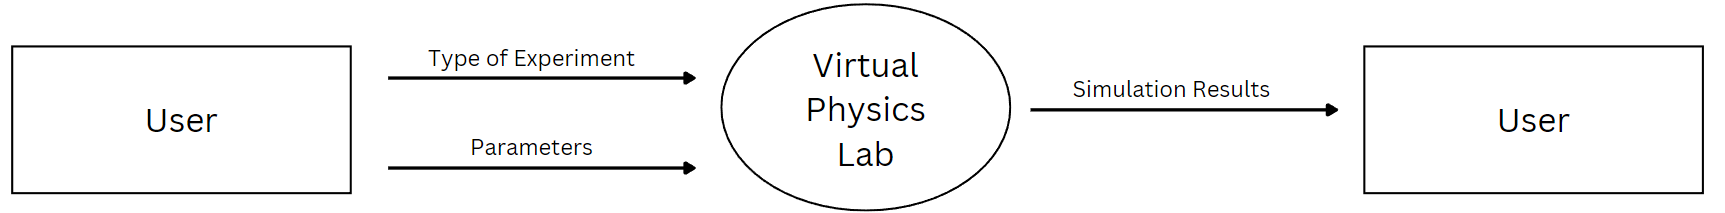 User
Type of Experiment
Parameters
Virtual
Physics
Lab
Simulation Results
User